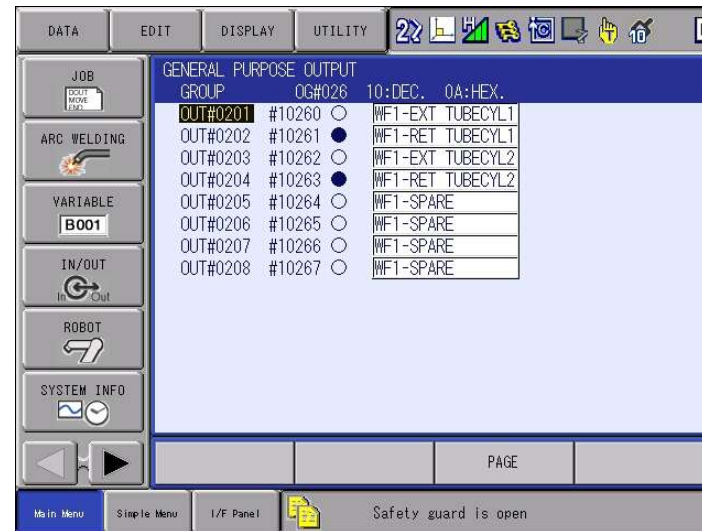 DATA EDIT DISPLAY UTILITY
JOB
DOUT
MOVE
END
ARC WELDING
VARIABLE
B001
IN/OUT
In Out
ROBOT
SYSTEM INFO
GENERAL PURPOSE OUTPUT
GROUP OG#026 10:DEC. 0A:HEX.
OUT#0201 #10260 WF1-EXT TUBECYL1
OUT#0202 #10261 WF1-RET TUBECYL1
OUT#0203 #10262 WF1-EXT TUBECYL2
OUT#0204 #10263 WF1-RET TUBECYL2
OUT#0205 #10264 WF1-SPARE
OUT#0206 #10265 WF1-SPARE
OUT#0207 #10266 WF1-SPARE
OUT#0208 #10267 WF1-SPARE
PAGE
Main Menu Simple Menu I/F Panel Safety guard is open